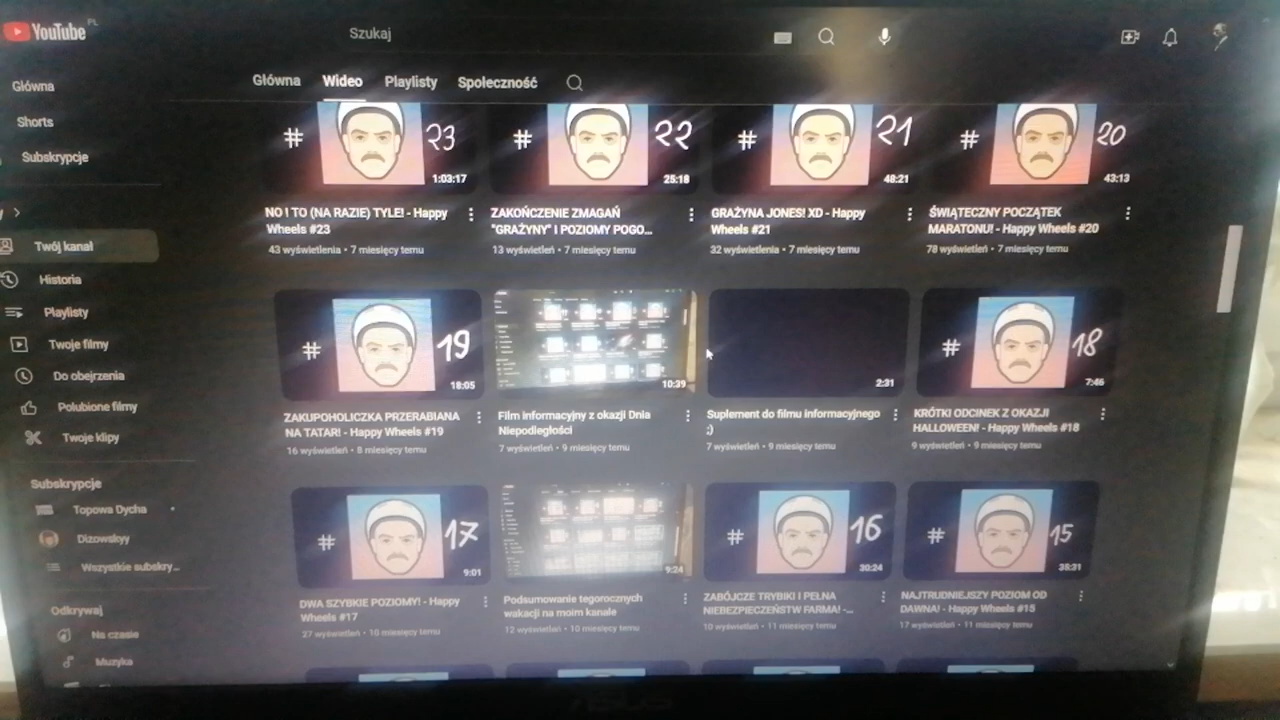 YouTube PL
Szukaj
Główna
Shorts
Subskrypcje
Twój kanał
Historia
Playlisty
Twoje filmy
Do obejrzenia
Polubione filmy
Twoje klipy
Subskrypcje
Topowa Dycha
Dizowskyy
Wszystkie subskry...
Odkrywaj
Na czasie
Muzyka
Główna Wideo Playlisty Społeczność
# 23 1:03:17
# 22 25:18
# 21 48:21
# 20 43:13
NO I TO (NA RAZIE) TYLE! - Happy
Wheels #23
43 wyświetlenia • 7 miesięcy temu
ZAKOŃCZENIE ZMAGAŃ
"GRAŻYNY" I POZIOMY POGO...
13 wyświetleń • 7 miesięcy temu
GRAŻYNA JONES! XD - Happy
Wheels #21
32 wyświetlenia • 7 miesięcy temu
ŚWIĄTECZNY POCZĄTEK
MARATONU! - Happy Wheels #20
78 wyświetleń • 7 miesięcy temu
# 19 18:05
10:39
2:31
# 18 7:46
ZAKUPOHOLICZKA PRZERABIANA
NA TATAR! - Happy Wheels #19
16 wyświetleń • 8 miesięcy temu
Film informacyjny z okazji Dnia
Niepodległości
7 wyświetleń • 9 miesięcy temu
Suplement do filmu informacyjnego
;)
7 wyświetleń • 9 miesięcy temu
KRÓTKI ODCINEK Z OKAZJI
HALLOWEEN! - Happy Wheels #18
9 wyświetleń • 9 miesięcy temu
# 17 9:01
9:24
# 16 30:24
# 15 35:31
DWA SZYBKIE POZIOMY! - Happy
Wheels #17
27 wyświetleń • 10 miesięcy temu
Podsumowanie tegorocznych
wakacji na moim kanale
12 wyświetleń • 10 miesięcy temu
ZABÓJCZE TRYBIKI I PEŁNA
NIEBEZPIECZEŃSTW FARMA! -...
10 wyświetleń • 11 miesięcy temu
NAJTRUDNIEJSZY POZIOM OD
DAWNA! - Happy Wheels #15
17 wyświetleń • 11 miesięcy temu
ASUS